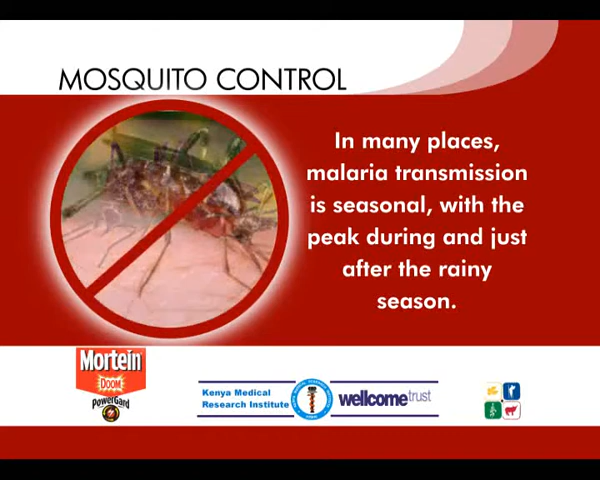 MOSQUITO CONTROL
In many places,
malaria transmission
is seasonal, with the
peak during and just
after the rainy
season.
Mortein
DOOM
PowerGard
Kenya Medical
Research Institute
wellcometrust